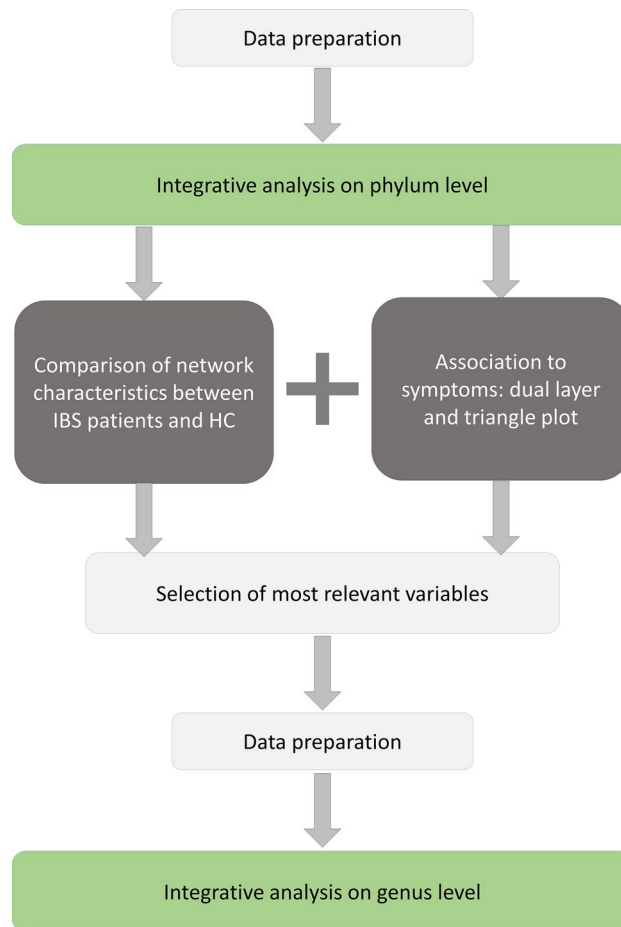 Data preparation
Integrative analysis on phylum level
Comparison of network
characteristics between
IBS patients and HC
Association to
symptoms: dual layer
and triangle plot
Selection of most relevant variables
Data preparation
Integrative analysis on genus level